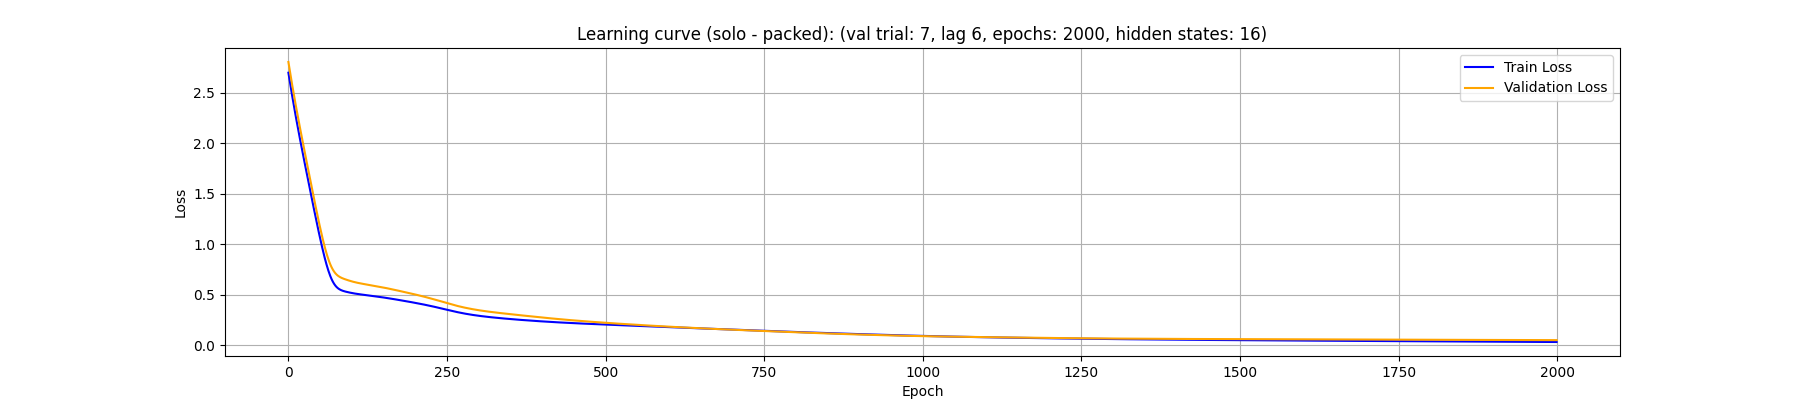 Learning curve (solo - packed): (val trial: 7, lag 6, epochs: 2000, hidden states: 16)
Train Loss
Validation Loss
Loss
2.5
2.0
1.5
1.0
0.5
0.0
0 250 500 750 1000 1250 1500 1750 2000
Epoch